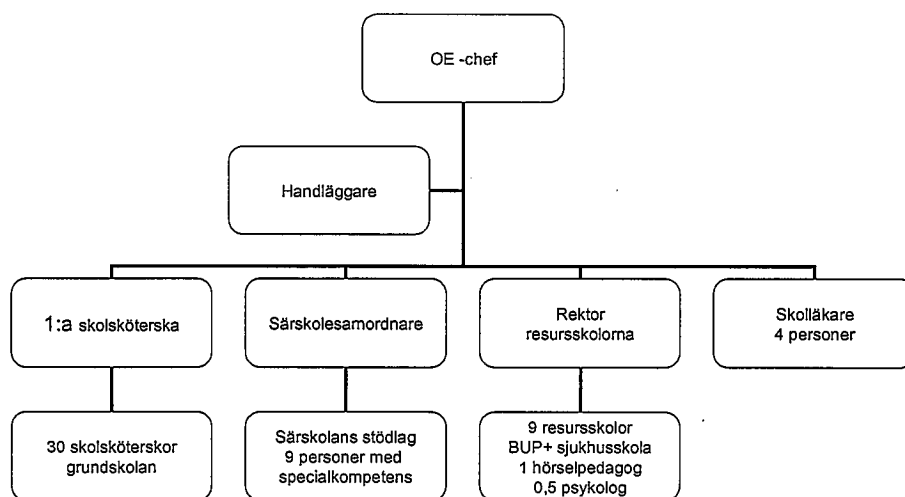 OE -chef
Handläggare
1:a skolsköterska
Särskolesamordnare
Rektor
resursskolorna
Skolläkare
4 personer
30 skolsköterskor
grundskolan
Särskolans stödlag
9 personer med
specialkompetens
9 resursskolor
BUP+ sjukhusskola
1 hörselpedagog
0,5 psykolog